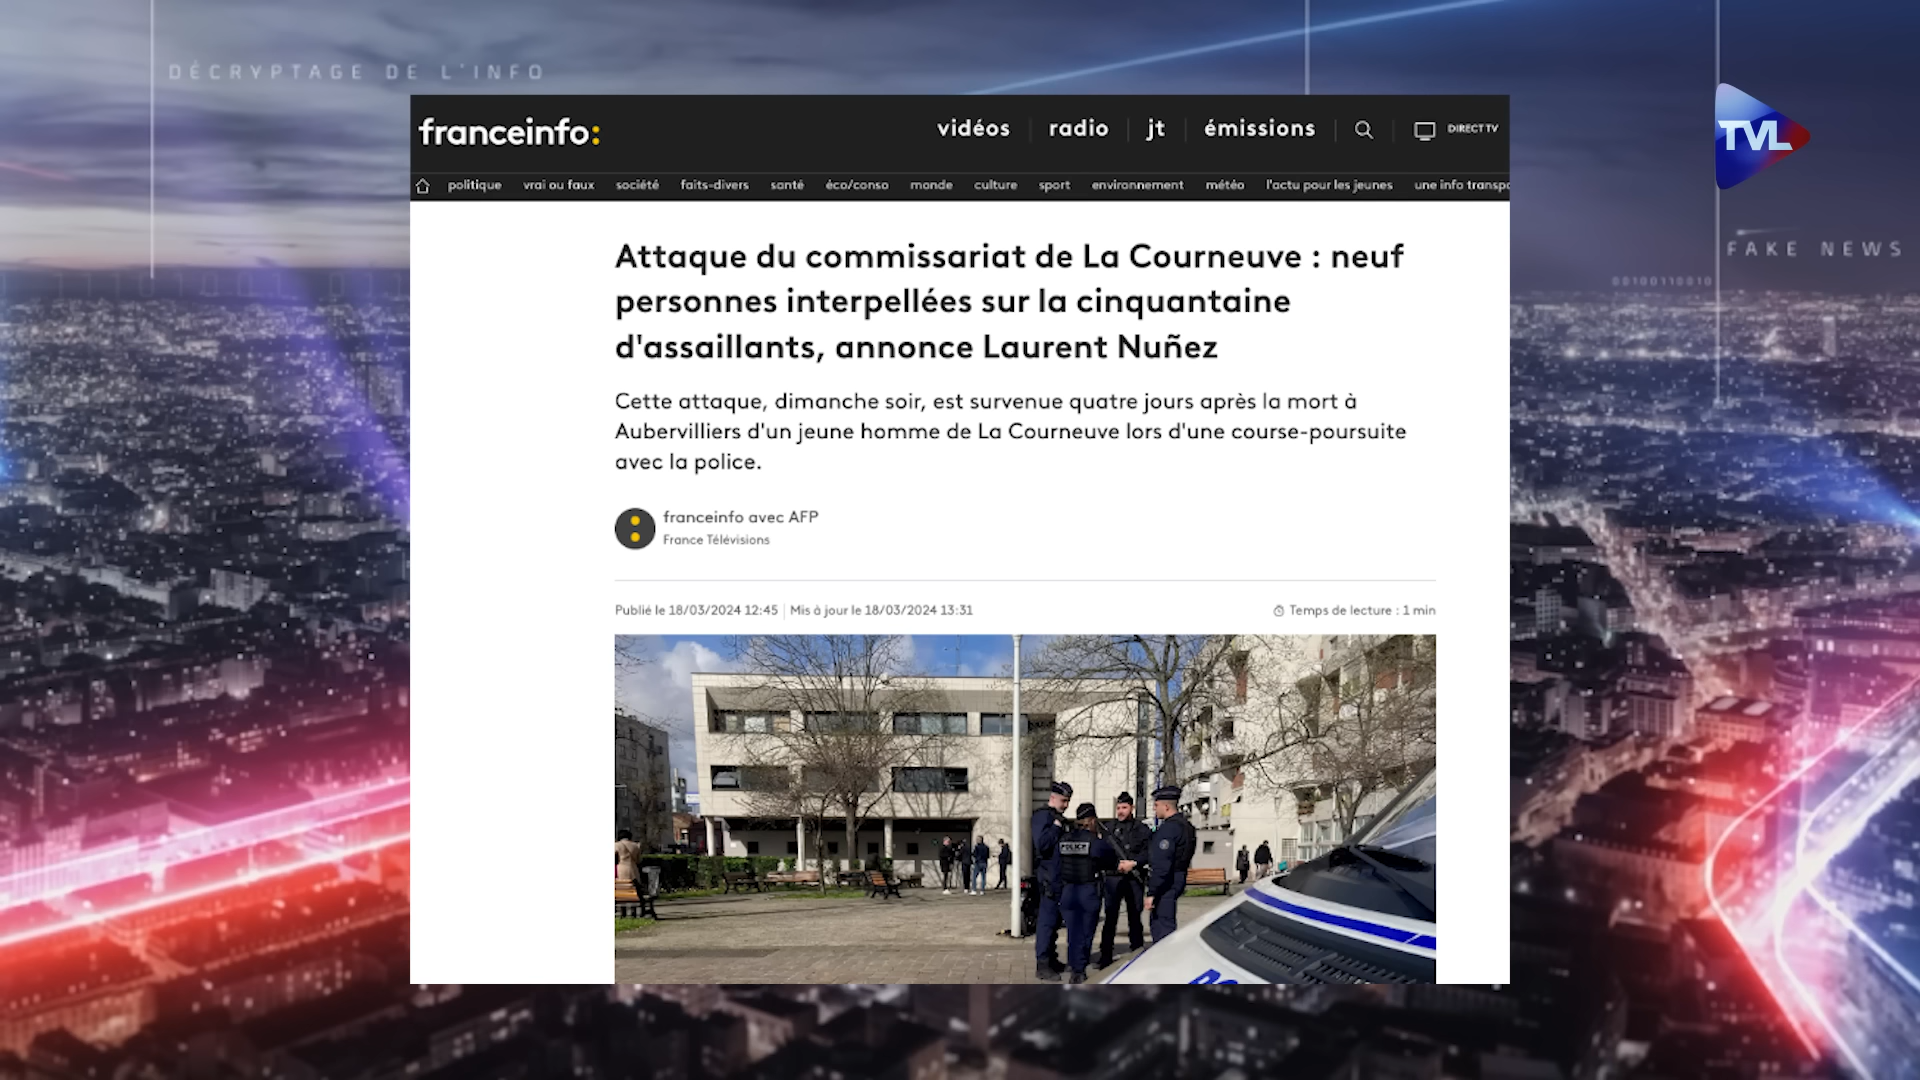 DÉCRYPTAGE DE L'INFO
franceinfo:
vidéos radio jt émissions DIRECT TV
TVL
politique vrai ou faux société faits-divers santé éco/conso monde culture sport environnement météo l'actu pour les jeunes une info transpa
FAKE NEWS
00100110010
Attaque du commissariat de La Courneuve : neuf
personnes interpellées sur la cinquantaine
d'assaillants, annonce Laurent Nuñez
Cette attaque, dimanche soir, est survenue quatre jours après la mort à
Aubervilliers d'un jeune homme de La Courneuve lors d'une course-poursuite
avec la police.
franceinfo avec AFP
France Télévisions
Publié le 18/03/2024 12:45 Mis à jour le 18/03/2024 13:31
Temps de lecture : 1 min
POLICE